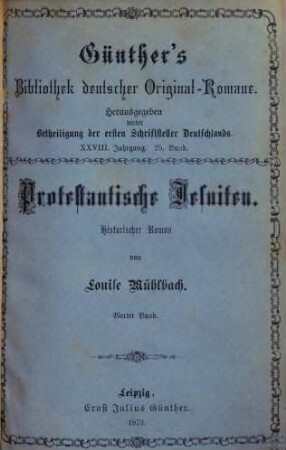 Günther's
Bibliothek deutscher Original-Romane.
Herausgegeben
unter
Betheiligung der ersten Schriftsteller Deutschlands.
XXVIII. Jahrgang. 25. Band.
Protestantische Jesuiten.
Historischer Roman
von
Louise Mühlbach.
Vierter Band.
Leipzig.
Ernst Julius Günther.
1873.